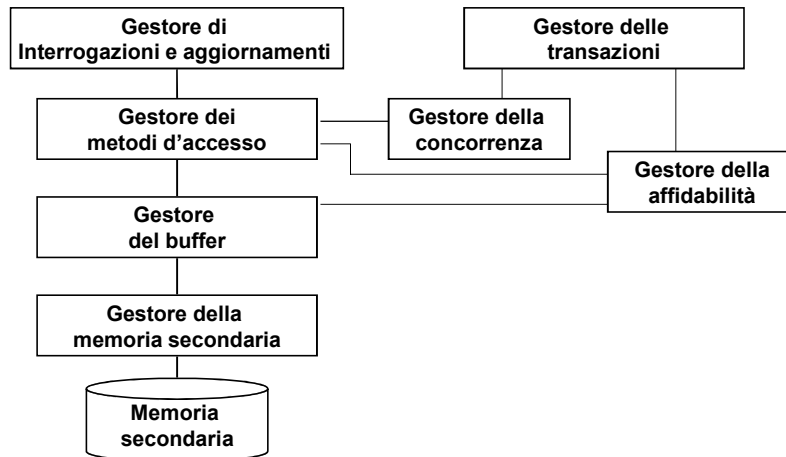 Gestore di
Interrogazioni e aggiornamenti
Gestore delle
transazioni
Gestore dei
metodi d'accesso
Gestore della
concorrenza
Gestore della
affidabilità
Gestore
del buffer
Gestore della
memoria secondaria
Memoria
secondaria